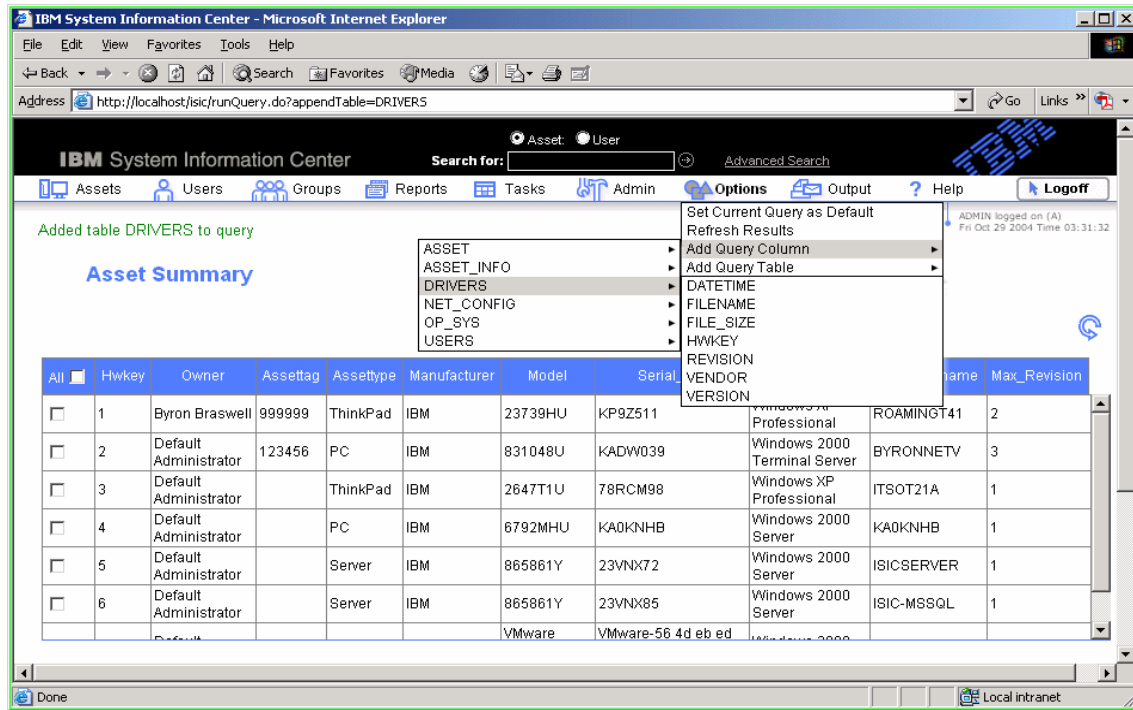 IBM System Information Center - Microsoft Internet Explorer
File Edit View Favorites Tools Help
Back Search Favorites Media
Address http://localhost/isic/runQuery.do?appendTable=DRIVERS Go Links »
Asset: User
IBM System Information Center Search for: Advanced Search IBM
Assets Users Groups Reports Tasks Admin Options Output ? Help Logoff
ADMIN logged on (A)
Fri Oct 29 2004 Time 03:31:32
Added table DRIVERS to query
Asset Summary
Set Current Query as Default
Refresh Results
Add Query Column
Add Query Table
ASSET
ASSET_INFO
DRIVERS
NET_CONFIG
OP_SYS
USERS
DATETIME
FILENAME
FILE_SIZE
HWKEY
REVISION
VENDOR
VERSION
All Hwkey Owner Assettag Assettype Manufacturer Model Serial_ ame Max_Revision
1 Byron Braswell 999999 ThinkPad IBM 23739HU KP9Z511 Windows XP Professional ROAMINGT41 2
2 Default Administrator 123456 PC IBM 831048U KADW039 Windows 2000 Terminal Server BYRONNETV 3
3 Default Administrator ThinkPad IBM 2647T1U 78RCM98 Windows XP Professional ITSOT21A 1
4 Default Administrator PC IBM 6792MHU KA0KNHB Windows 2000 Server KA0KNHB 1
5 Default Administrator Server IBM 865861Y 23VNX72 Windows 2000 Server ISICSERVER 1
6 Default Administrator Server IBM 865861Y 23VNX85 Windows 2000 Server ISIC-MSSQL 1
Default VMware VMware-56 4d eb ed Windows 2000
Done Local intranet